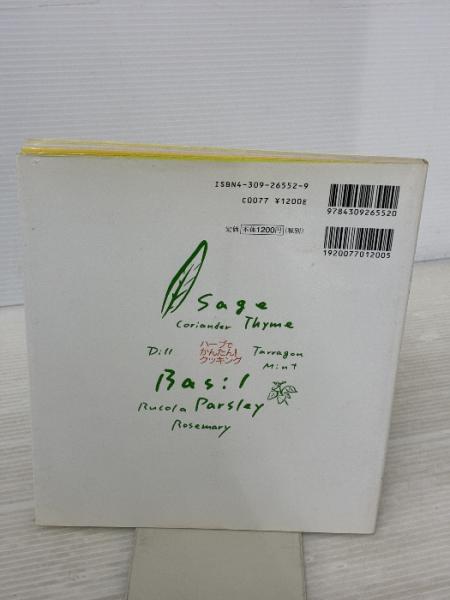 ISBN4-309-26552-9
C0077 ¥1200E
定価 本体1200円(税別)
9784309265520
1920077012005
Sage
Coriander Thyme
Dill
ハーブで
かんたん!
クッキング
Tarragon
Mint
Basil
Rucola Parsley
Rosemary